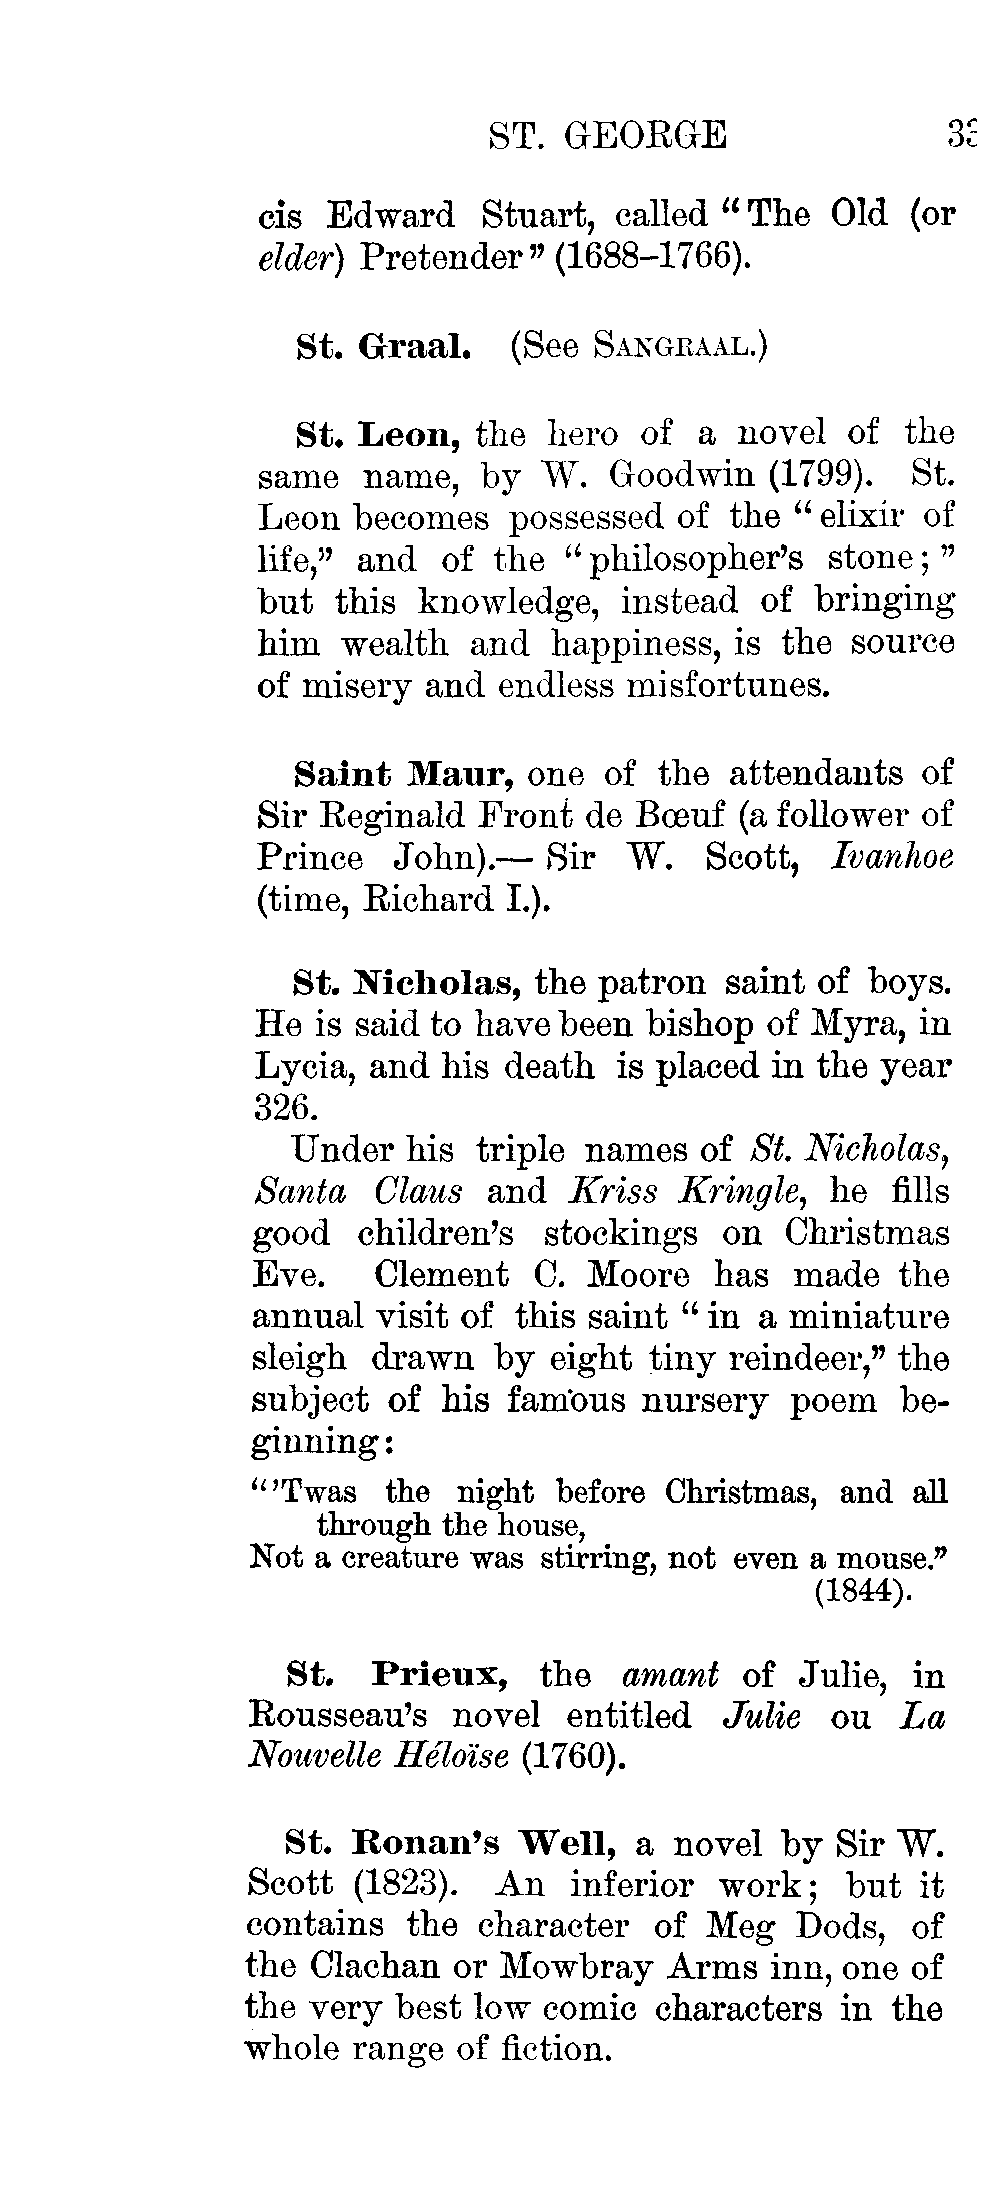 ST. GEORGE
cis Edward Stuart, called “The Old (or
elder) Pretender” (1688–1766).
St. Graal. (See SANGRAAL.)
St. Leon, the hero of a novel of the
same name, by W. Goodwin (1799). St.
Leon becomes possessed of the “elixir of
life,” and of the “philosopher’s stone;”
but this knowledge, instead of bringing
him wealth and happiness, is the source
of misery and endless misfortunes.
Saint Maur, one of the attendants of
Sir Reginald Front de Bœuf (a follower of
Prince John).— Sir W. Scott, Ivanhoe
(time, Richard I.).
St. Nicholas, the patron saint of boys.
He is said to have been bishop of Myra, in
Lycia, and his death is placed in the year
326.
Under his triple names of St. Nicholas,
Santa Claus and Kriss Kringle, he fills
good children’s stockings on Christmas
Eve. Clement C. Moore has made the
annual visit of this saint “in a miniature
sleigh drawn by eight tiny reindeer,” the
subject of his famous nursery poem be-
ginning:
“’Twas the night before Christmas, and all
through the house,
Not a creature was stirring, not even a mouse.”
(1844).
St. Prieux, the amant of Julie, in
Rousseau’s novel entitled Julie ou La
Nouvelle Héloïse (1760).
St. Ronan’s Well, a novel by Sir W.
Scott (1823). An inferior work; but it
contains the character of Meg Dods, of
the Clachan or Mowbray Arms inn, one of
the very best low comic characters in the
whole range of fiction.